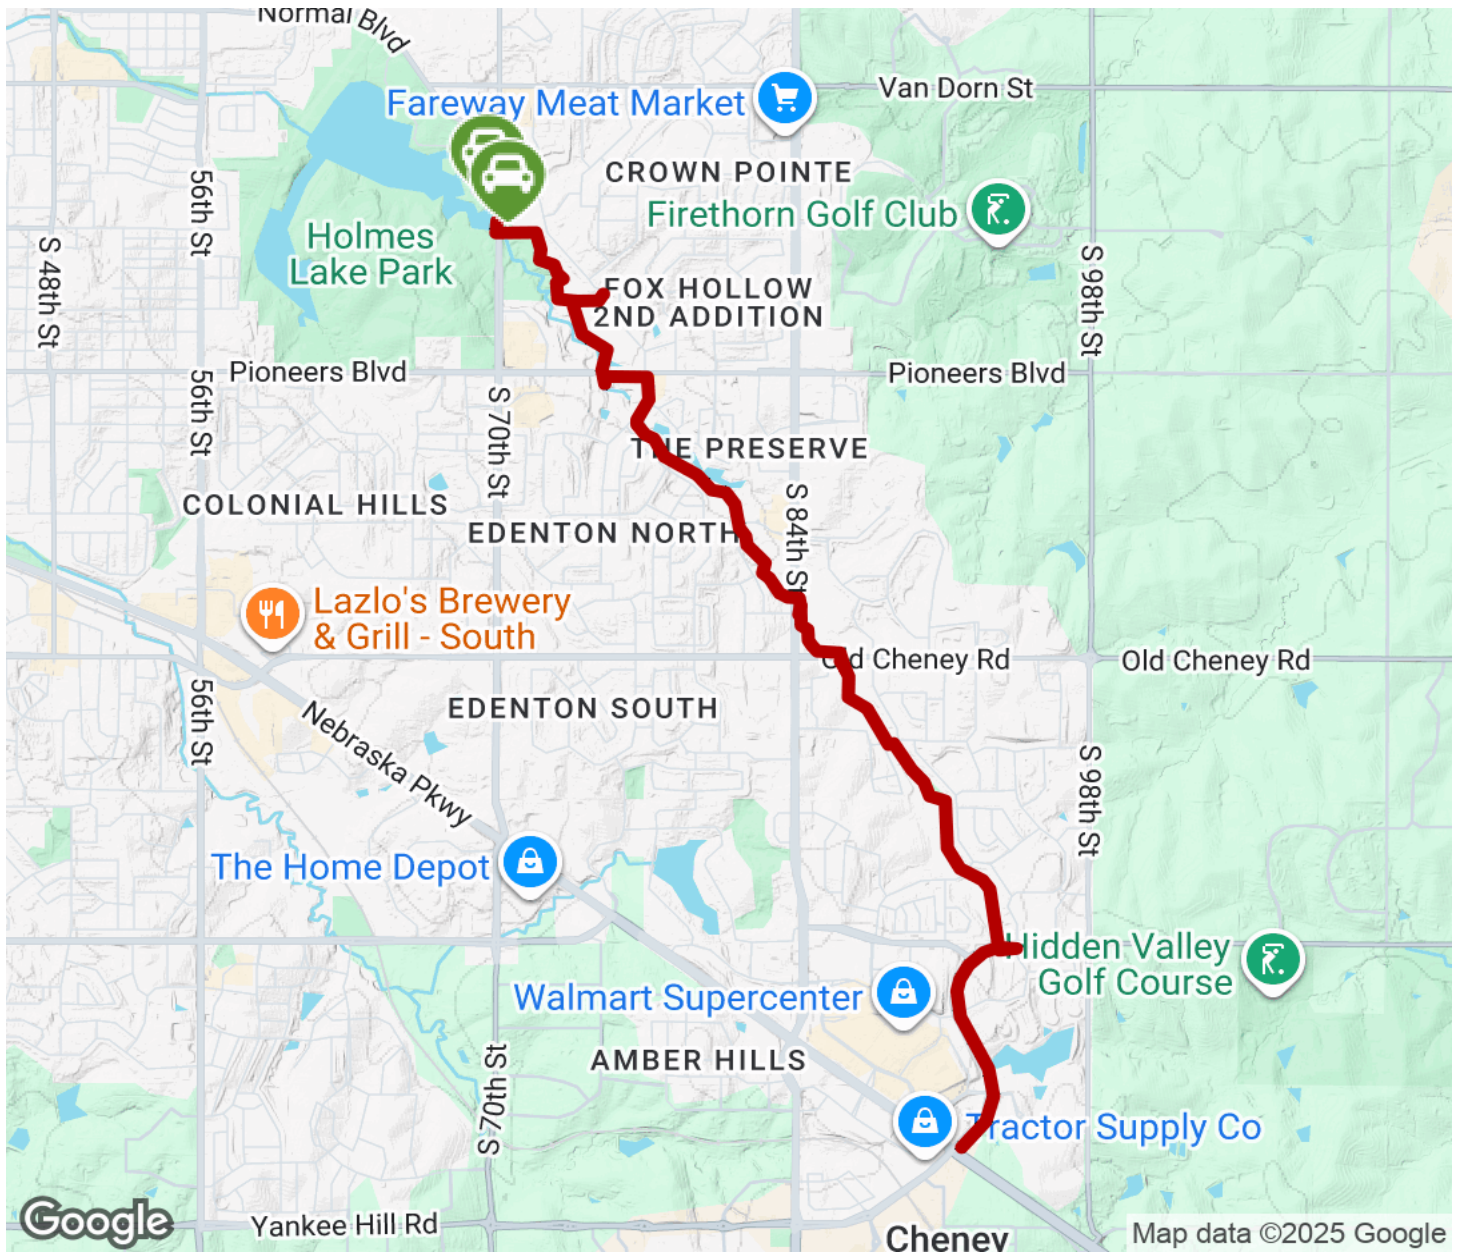 Normal Blvd
Van Dorn St
Fareway Meat Market
CROWN POINTE
56th St
Firethorn Golf Club
Holmes
Lake Park
S 48th St
S 98th St
FOX HOLLOW
2ND ADDITION
Pioneers Blvd
Pioneers Blvd
56th St
S 70th St
THE PRESERVE
COLONIAL HILLS
S 84th St
EDENTON NORTH
Lazlo's Brewery
& Grill - South
Old Cheney Rd
Old Cheney Rd
56th St
EDENTON SOUTH
Nebraska Pkwy
S 98th St
The Home Depot
Hidden Valley
Golf Course
Walmart Supercenter
AMBER HILLS
S 70th St
Tractor Supply Co
Google
Yankee Hill Rd
Cheney
Map data ©2025 Google